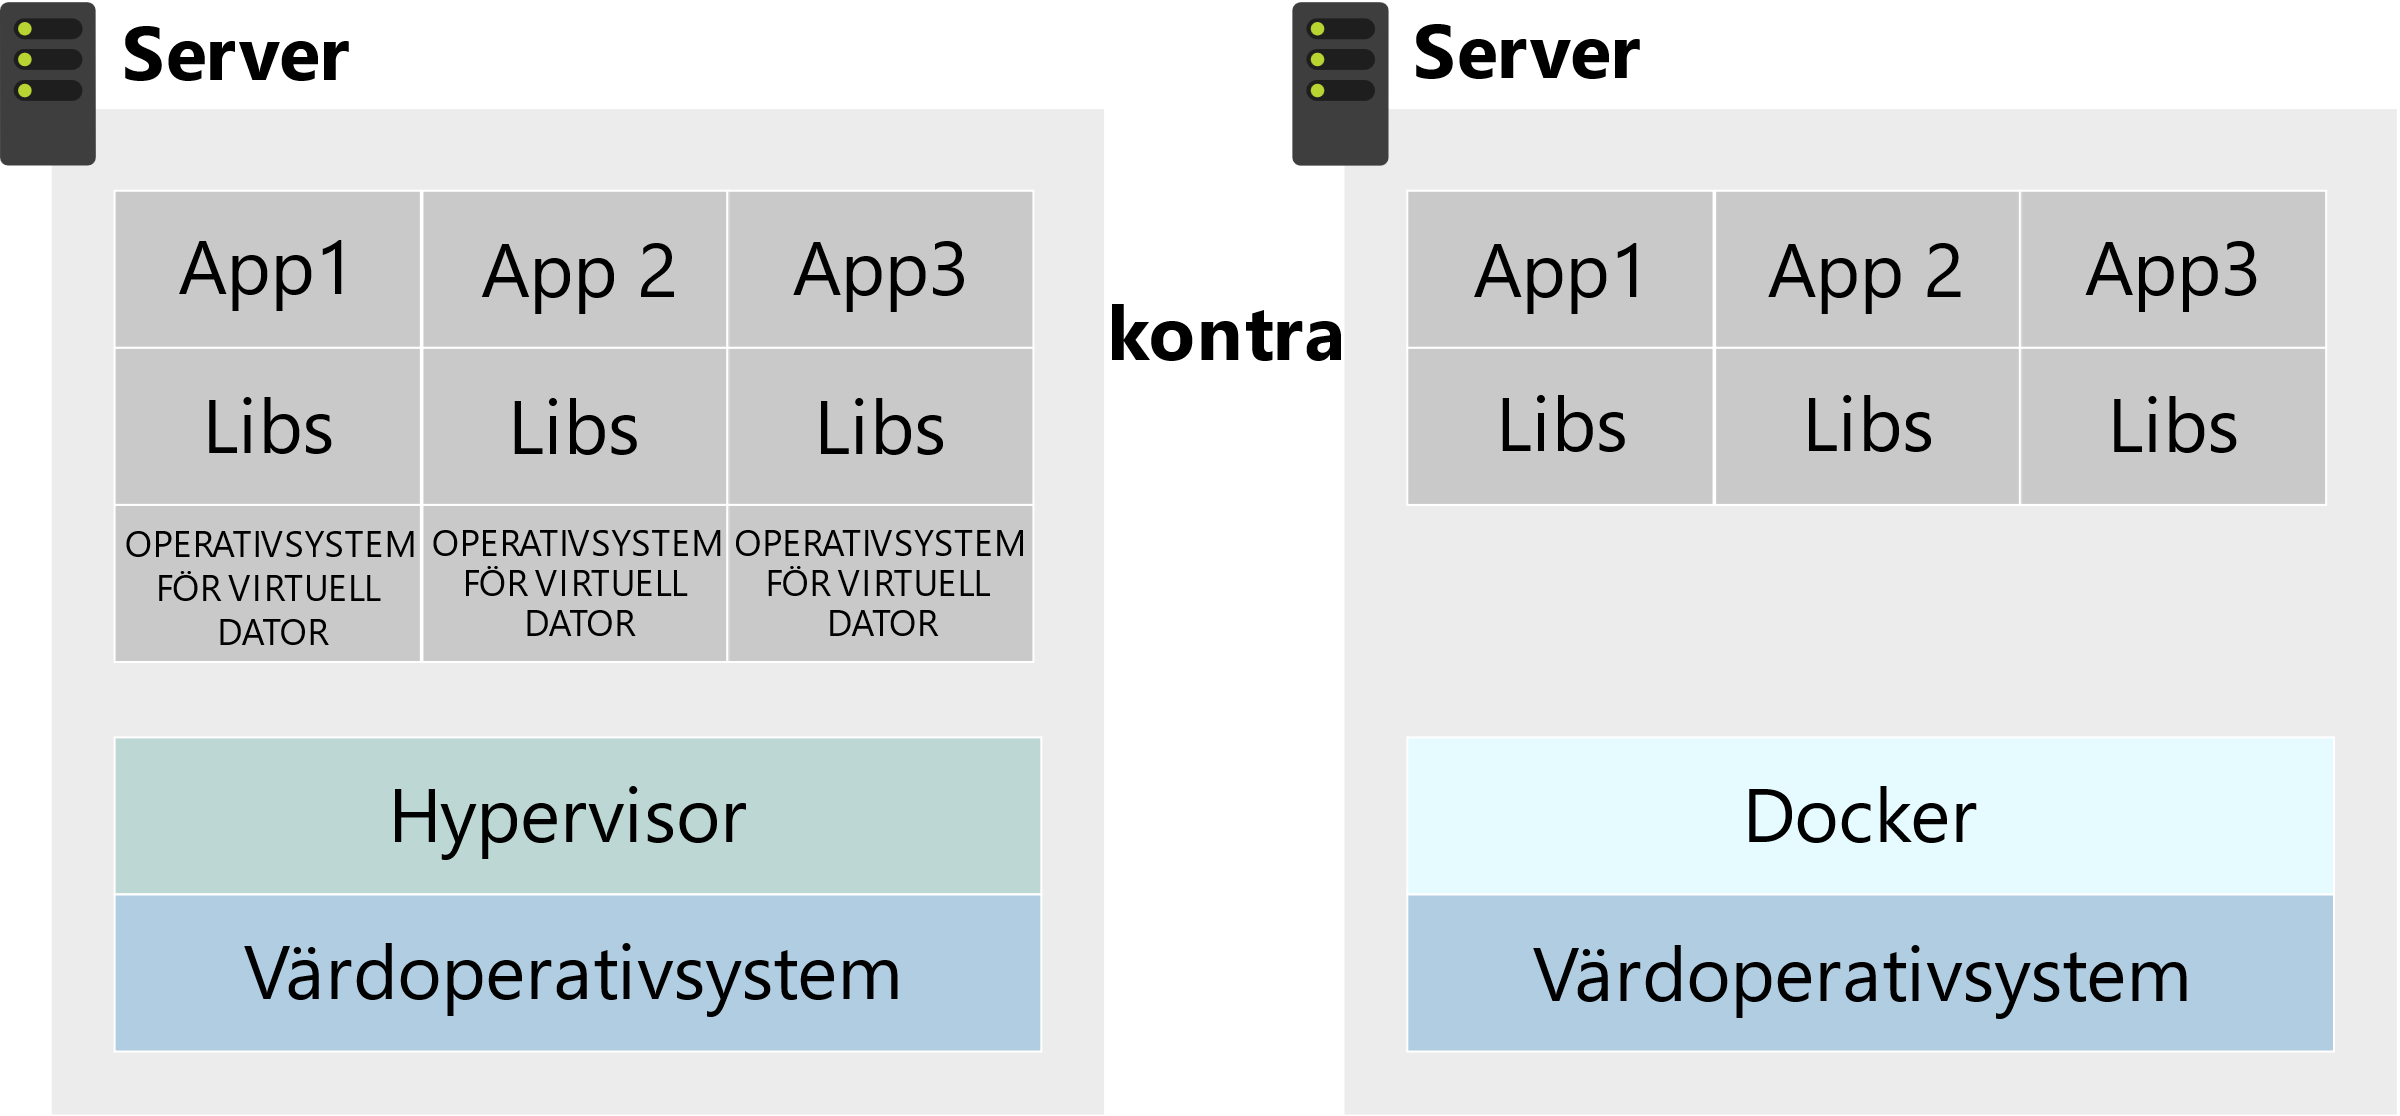 Server
App1
App 2
App3
Libs
Libs
Libs
OPERATIVSYSTEM
FÖR VIRTUELL
DATOR
OPERATIVSYSTEM
FÖR VIRTUELL
DATOR
OPERATIVSYSTEM
FÖR VIRTUELL
DATOR
Hypervisor
Värdoperativsystem
kontra
Server
App1
App 2
App3
Libs
Libs
Libs
Docker
Värdoperativsystem